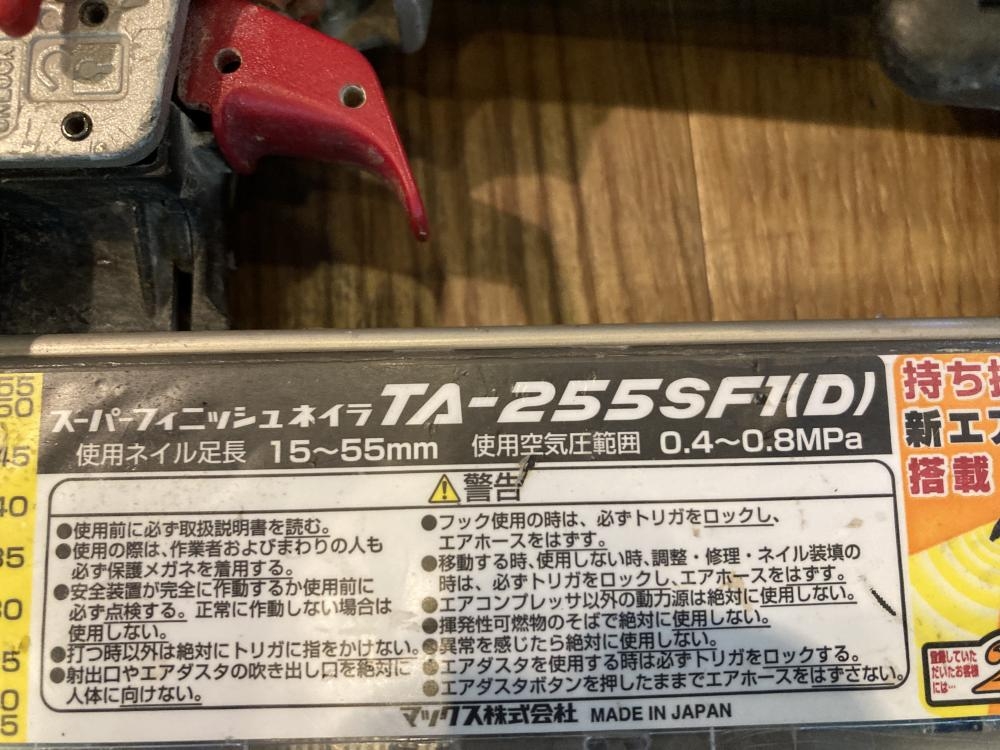 スーパーフィニッシュネイラ TA-255SF1(D)
使用ネイル足長 15～55mm 使用空気圧範囲 0.4～0.8MPa
⚠警告
●使用前に必ず取扱説明書を読む。
●使用の際は、作業者およびまわりの人も
必ず保護メガネを着用する。
●安全装置が完全に作動するか使用前に
必ず点検する。正常に作動しない場合は
使用しない。
●打つ時以外は絶対にトリガに指をかけない。
●射出口やエアダスタの吹き出し口を絶対に
人体に向けない。
●フック使用の時は、必ずトリガをロックし、
エアホースをはずす。
●移動する時、使用しない時、調整・修理・ネイル装填の
時は、必ずトリガをロックし、エアホースをはずす。
●エアコンプレッサ以外の動力源は絶対に使用しない。
●揮発性可燃物のそばで絶対に使用しない。
●異常を感じたら絶対に使用しない。
●エアダスタを使用する時は必ずトリガをロックする。
●エアダスタボタンを押したままでエアホースをはずさない。
マックス株式会社 MADE IN JAPAN
持ち
新エ
搭載
登録していた
だいたお客様
には…
55
50
45
40
35
30